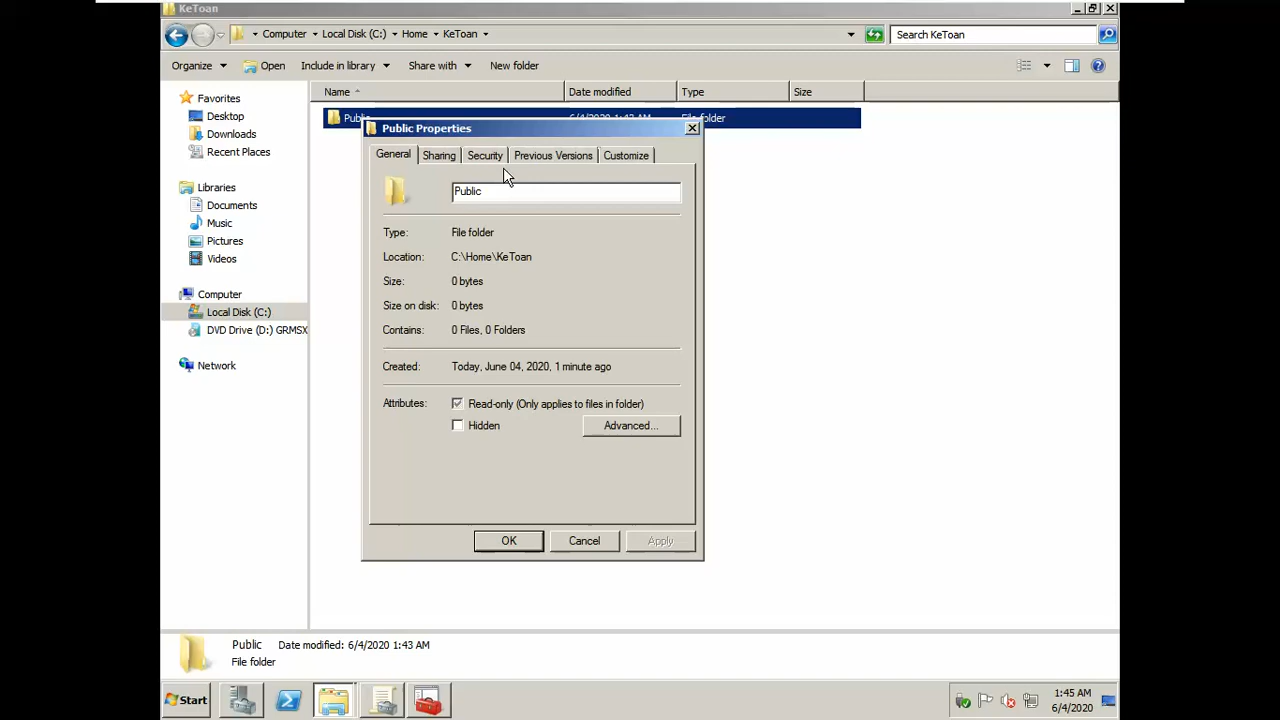 KeToan
Computer Local Disk (C:) Home KeToan
Search KeToan
Organize Open Include in library Share with New folder
Name Date modified Type Size
Favorites
Desktop
Downloads
Recent Places
Libraries
Documents
Music
Pictures
Videos
Computer
Local Disk (C:)
DVD Drive (D:) GRMSX
Network
Public Properties
General Sharing Security Previous Versions Customize
Public
Type: File folder
Location: C:\Home\KeToan
Size: 0 bytes
Size on disk: 0 bytes
Contains: 0 Files, 0 Folders
Created: Today, June 04, 2020, 1 minute ago
Attributes: Read-only (Only applies to files in folder)
Hidden Advanced...
OK Cancel Apply
Public Date modified: 6/4/2020 1:43 AM
File folder
Start
1:45 AM
6/4/2020